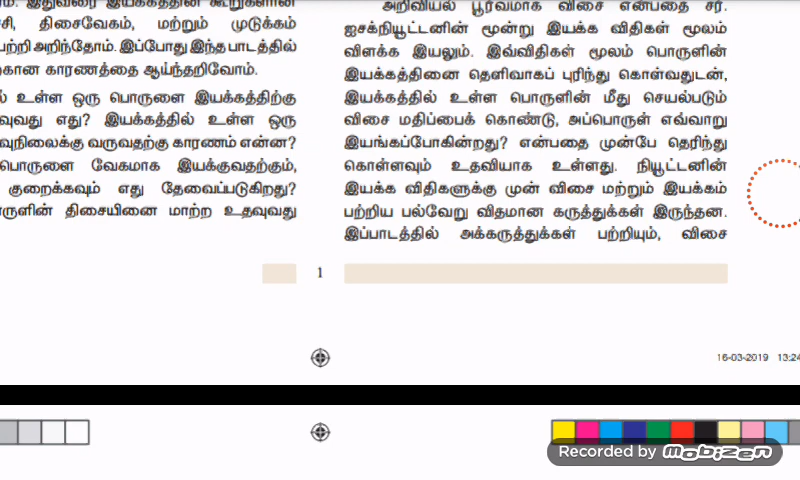 இதுவரை இயக்கத்தின் கூறுகளான
திசைவேகம், மற்றும் முடுக்கம்
பற்றி அறிந்தோம். இப்போது இந்த பாடத்தில்
காரணத்தை ஆய்ந்தறிவோம்.
உள்ள ஒரு பொருளை இயக்கத்திற்கு
எது? இயக்கத்தில் உள்ள ஒரு
வருவதற்கு காரணம் என்ன?
பொருளை வேகமாக இயக்குவதற்கும்,
குறைக்கவும் எது தேவைப்படுகிறது?
திசையினை மாற்ற உதவுவது
அறிவியல் பூர்வமாக விசை என்பதை சர்.
ஐசக்நியூட்டனின் மூன்று இயக்க விதிகள் மூலம்
விளக்க இயலும். இவ்விதிகள் மூலம் பொருளின்
இயக்கத்தினை தெளிவாகப் புரிந்து கொள்வதுடன்,
இயக்கத்தில் உள்ள பொருளின் மீது செயல்படும்
விசை மதிப்பைக் கொண்டு, அப்பொருள் எவ்வாறு
இயங்கப்போகின்றது? என்பதை முன்பே தெரிந்து
கொள்ளவும் உதவியாக உள்ளது. நியூட்டனின்
இயக்க விதிகளுக்கு முன் விசை மற்றும் இயக்கம்
பற்றிய பல்வேறு விதமான கருத்துக்கள் இருந்தன.
இப்பாடத்தில் அக்கருத்துக்கள் பற்றியும், விசை
1
16-03-2019 13:24
Recorded by mobizen